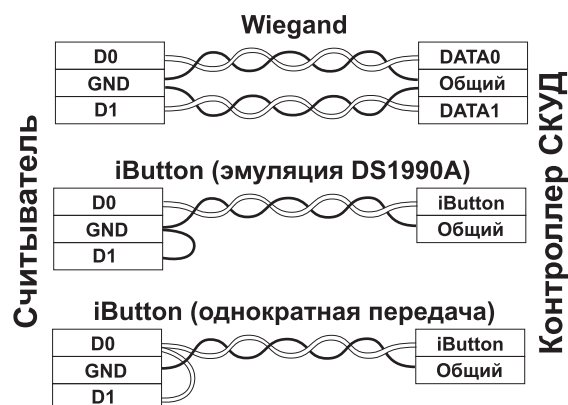 Wiegand
D0 DATA0
GND Общий
D1 DATA1
iButton (эмуляция DS1990A)
D0 iButton
GND Общий
D1
iButton (однократная передача)
D0 iButton
GND Общий
D1
Считыватель
Контроллер СКУД